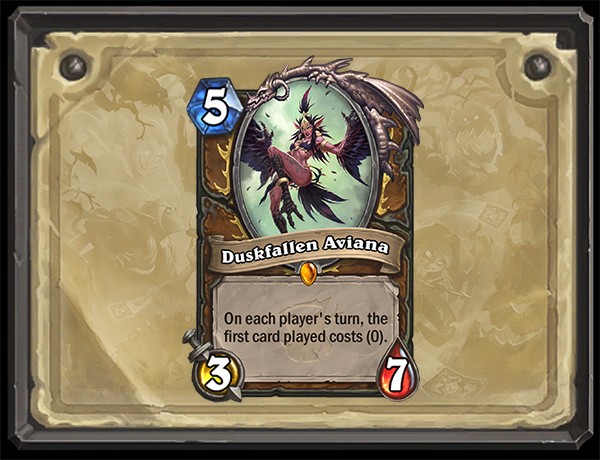 5
Duskfallen Aviana
On each player's turn, the
first card played costs (0).
3
7